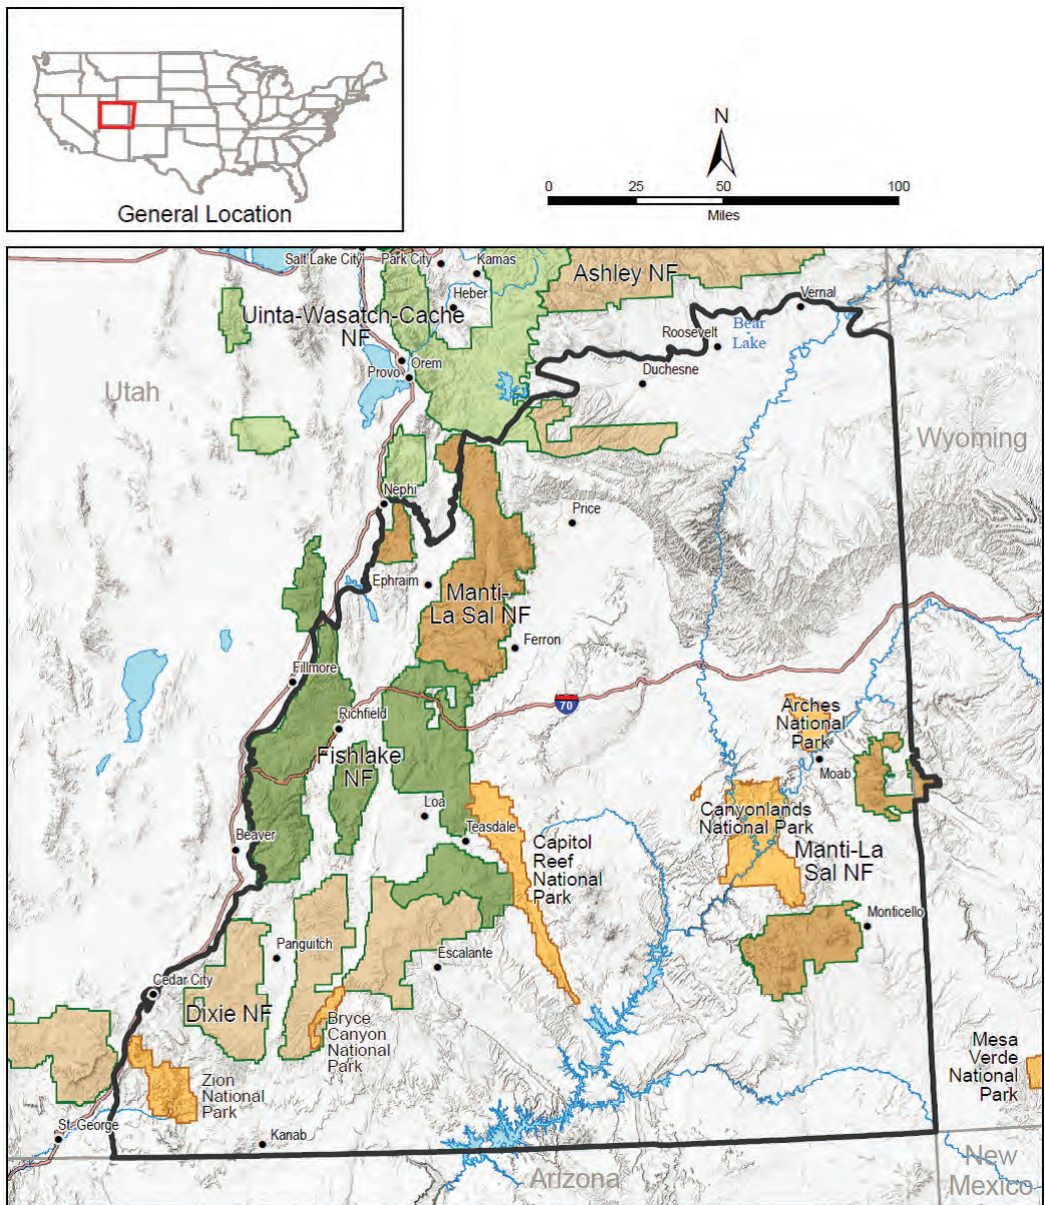 General Location
N
0
25
50
100
Miles
Salt Lake City
Park City
Kamas
Ashley NF
Heber
Vernal
Uinta-Wasatch-Cache
NF
Roosevelt
Bear
Lake
Orem
Provo
Duchesne
Utah
Wyoming
Nephi
Price
Ephraim
Manti-
La Sal NF
Ferron
Fillmore
70
Richfield
Arches
National
Park
Fishlake
NF
Moab
Loa
Canyonlands
National Park
Teasdale
Beaver
Capitol
Reef
National
Park
Manti-La
Sal NF
Monticello
Panguitch
Escalante
Cedar City
Dixie NF
Bryce
Canyon
National
Park
Mesa
Verde
National
Park
Zion
National
Park
St. George
Kanab
Arizona
New
Mexico